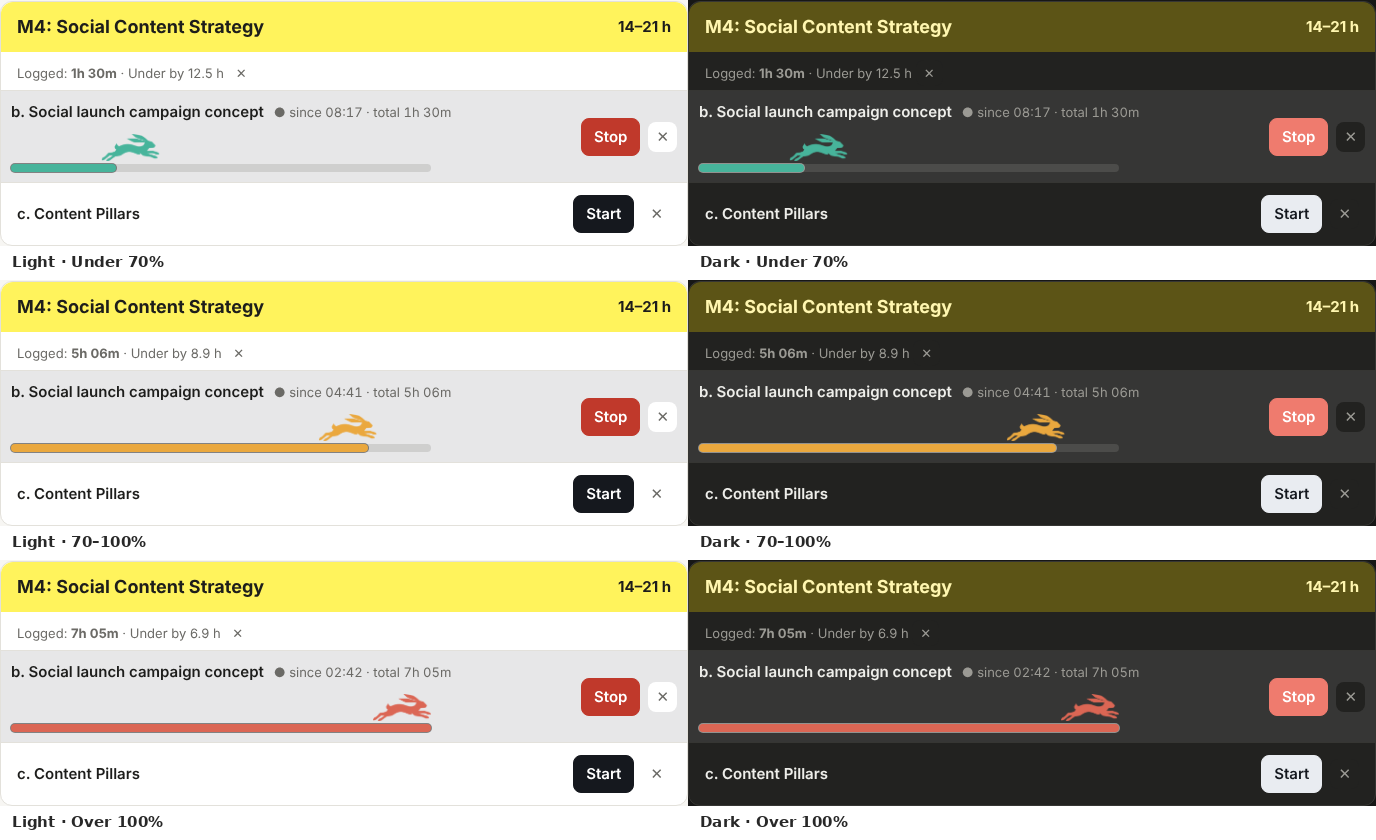 M4: Social Content Strategy 14–21 h
Logged: 1h 30m · Under by 12.5 h ✕
b. Social launch campaign concept ● since 08:17 · total 1h 30m Stop ✕
c. Content Pillars Start ✕
Light · Under 70%
M4: Social Content Strategy 14–21 h
Logged: 1h 30m · Under by 12.5 h ✕
b. Social launch campaign concept ● since 08:17 · total 1h 30m Stop ✕
c. Content Pillars Start ✕
Dark · Under 70%
M4: Social Content Strategy 14–21 h
Logged: 5h 06m · Under by 8.9 h ✕
b. Social launch campaign concept ● since 04:41 · total 5h 06m Stop ✕
c. Content Pillars Start ✕
Light · 70–100%
M4: Social Content Strategy 14–21 h
Logged: 5h 06m · Under by 8.9 h ✕
b. Social launch campaign concept ● since 04:41 · total 5h 06m Stop ✕
c. Content Pillars Start ✕
Dark · 70–100%
M4: Social Content Strategy 14–21 h
Logged: 7h 05m · Under by 6.9 h ✕
b. Social launch campaign concept ● since 02:42 · total 7h 05m Stop ✕
c. Content Pillars Start ✕
Light · Over 100%
M4: Social Content Strategy 14–21 h
Logged: 7h 05m · Under by 6.9 h ✕
b. Social launch campaign concept ● since 02:42 · total 7h 05m Stop ✕
c. Content Pillars Start ✕
Dark · Over 100%